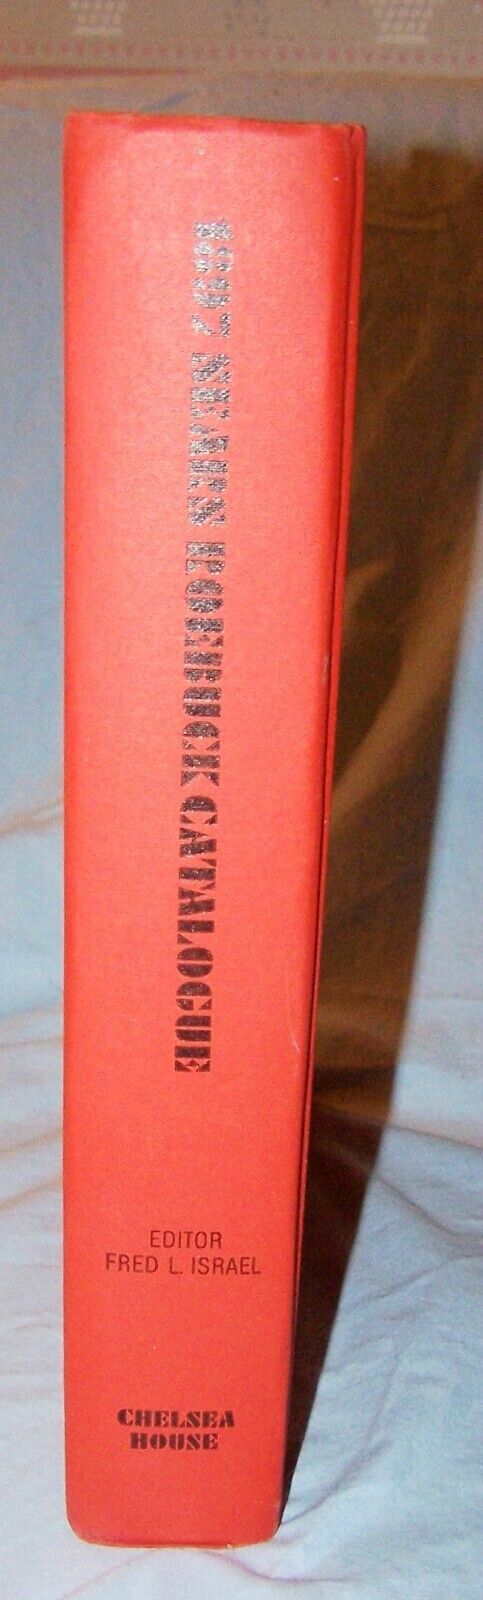 1897 SEARS ROEBUCK CATALOGUE
EDITOR
FRED L. ISRAEL
CHELSEA
HOUSE